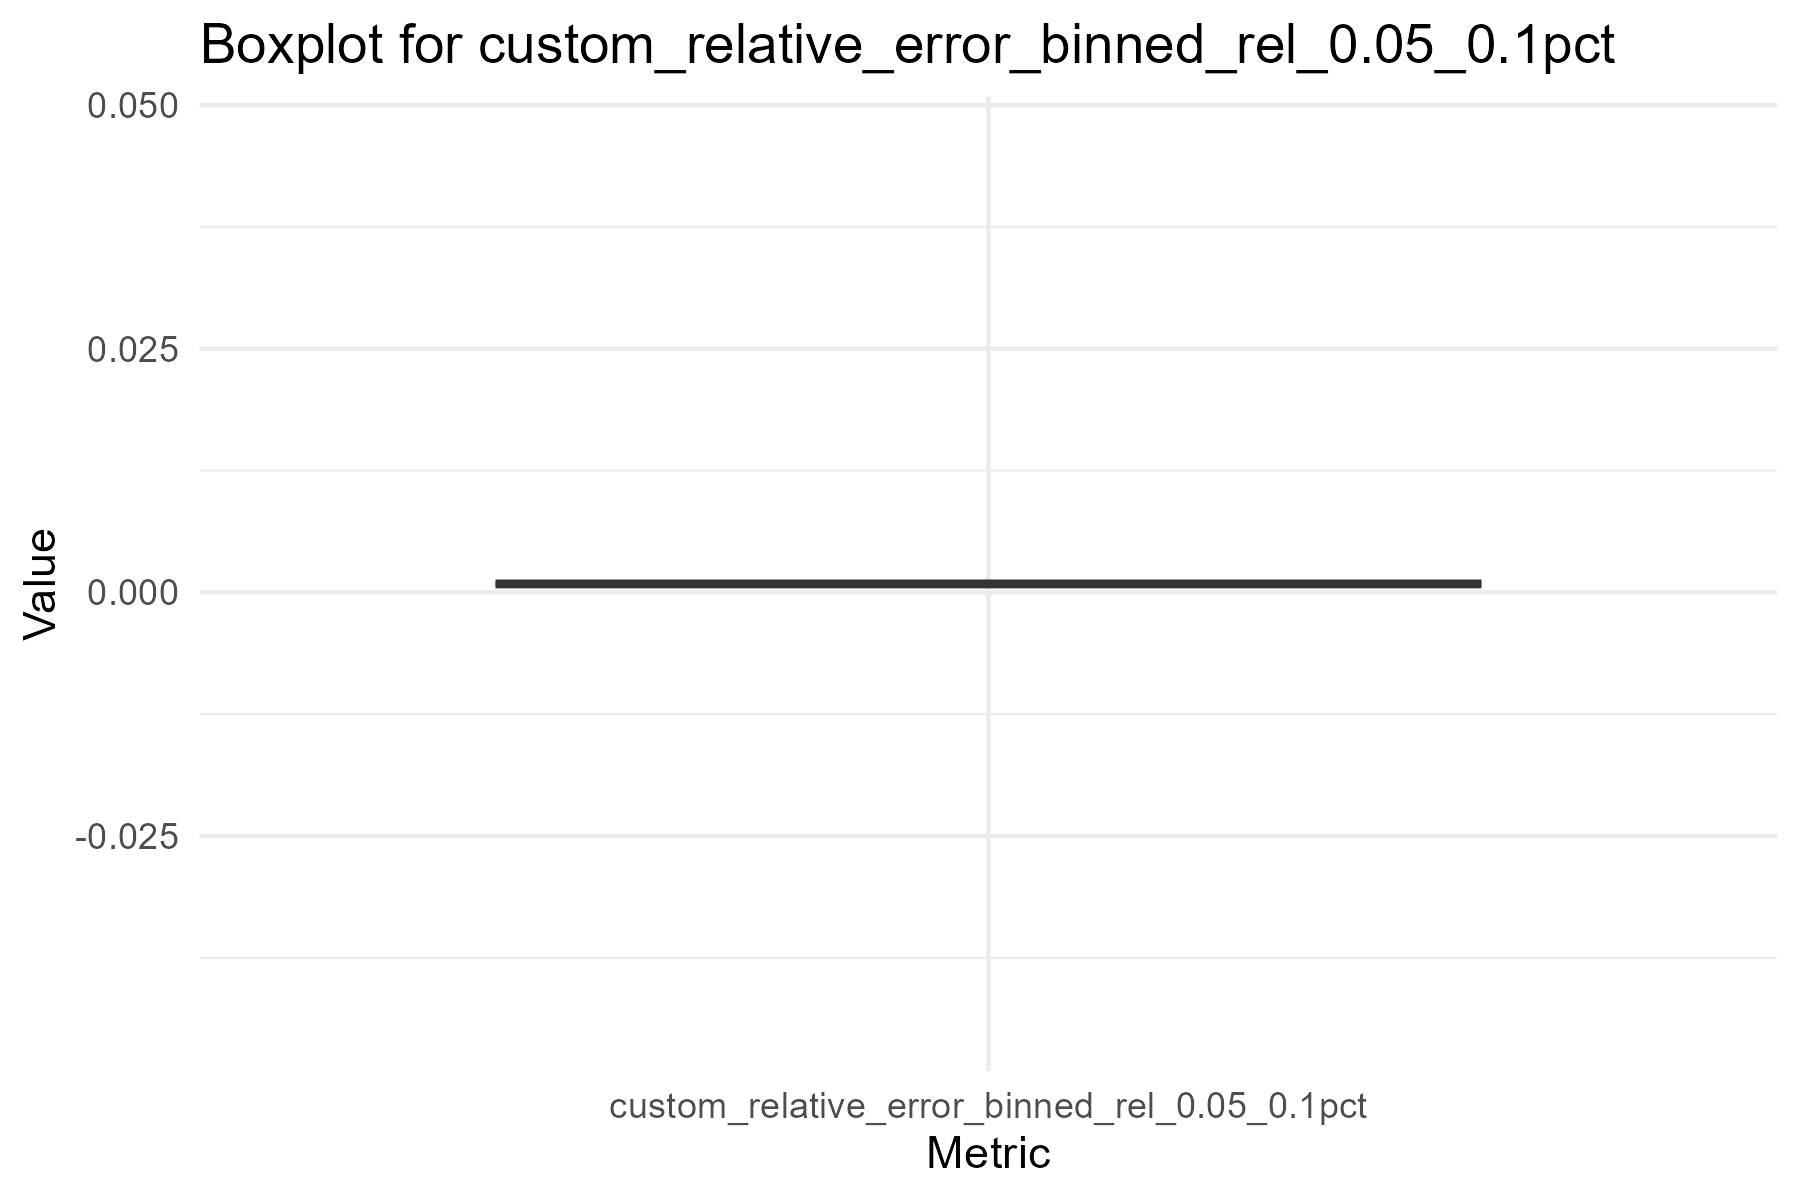 Boxplot for custom_relative_error_binned_rel_0.05_0.1pct
0.050
0.025
0.000
-0.025
Value
custom_relative_error_binned_rel_0.05_0.1pct
Metric